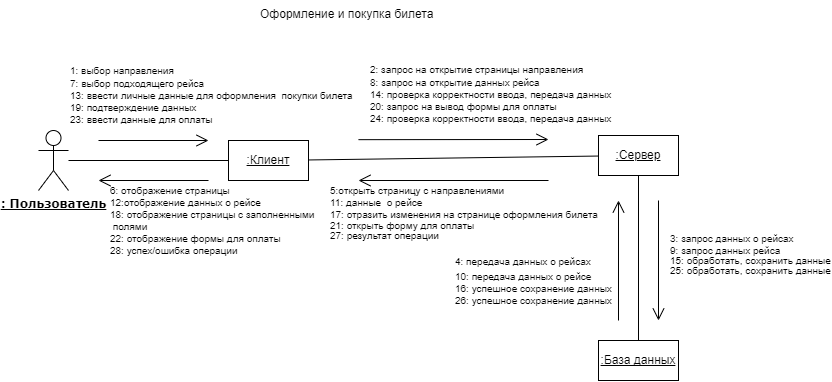 Оформление и покупка билета
1: выбор направления
7: выбор подходящего рейса
13: ввести личные данные для оформления покупки билета
19: подтверждение данных
23: ввести данные для оплаты
2: запрос на открытие страницы направления
8: запрос на открытие данных рейса
14: проверка корректности ввода, передача данных
20: запрос на вывод формы для оплаты
24: проверка корректности ввода, передача данных
:Клиент
:Сервер
: Пользователь
6: отображение страницы
12:отображение данных о рейсе
18: отображение страницы с заполненными
полями
22: отображение формы для оплаты
28: успех/ошибка операции
5:открыть страницу с направлениями
11: данные о рейсе
17: отразить изменения на странице оформления билета
21: открыть форму для оплаты
27: результат операции
4: передача данных о рейсах
10: передача данных о рейсе
16: успешное сохранение данных
26: успешное сохранение данных
3: запрос данных о рейсах
9: запрос данных рейса
15: обработать, сохранить данные
25: обработать, сохранить данные
:База данных